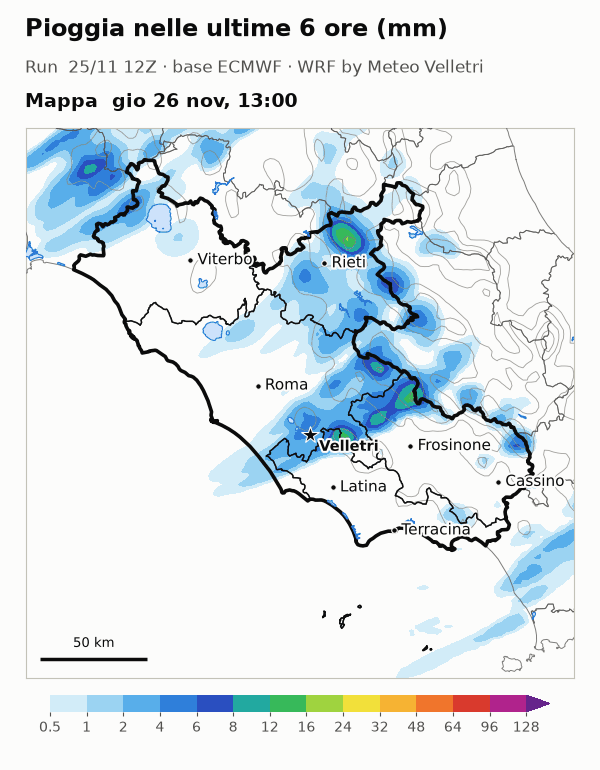 Pioggia nelle ultime 6 ore (mm)
Run  25/11 12Z · base ECMWF · WRF by Meteo Velletri
Mappa  gio 26 nov, 13:00
Viterbo
Rieti
Roma
Velletri
Frosinone
Latina
Cassino
Terracina
50 km
0.5 1 2 4 6 8 12 16 24 32 48 64 96 128